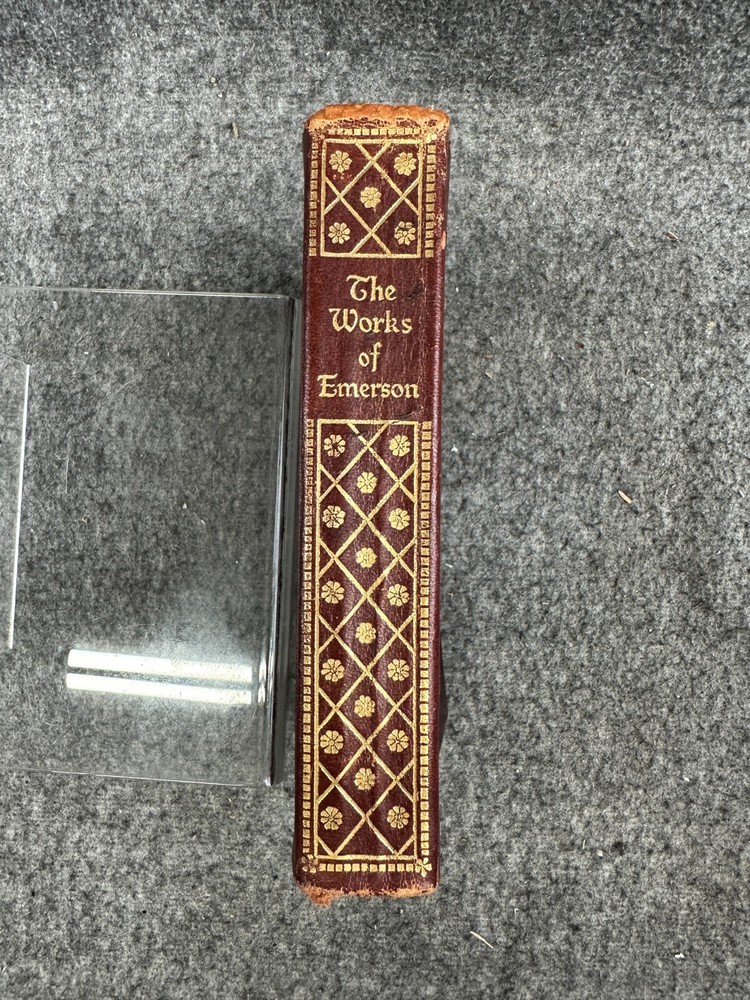 The
Works
of
Emerson